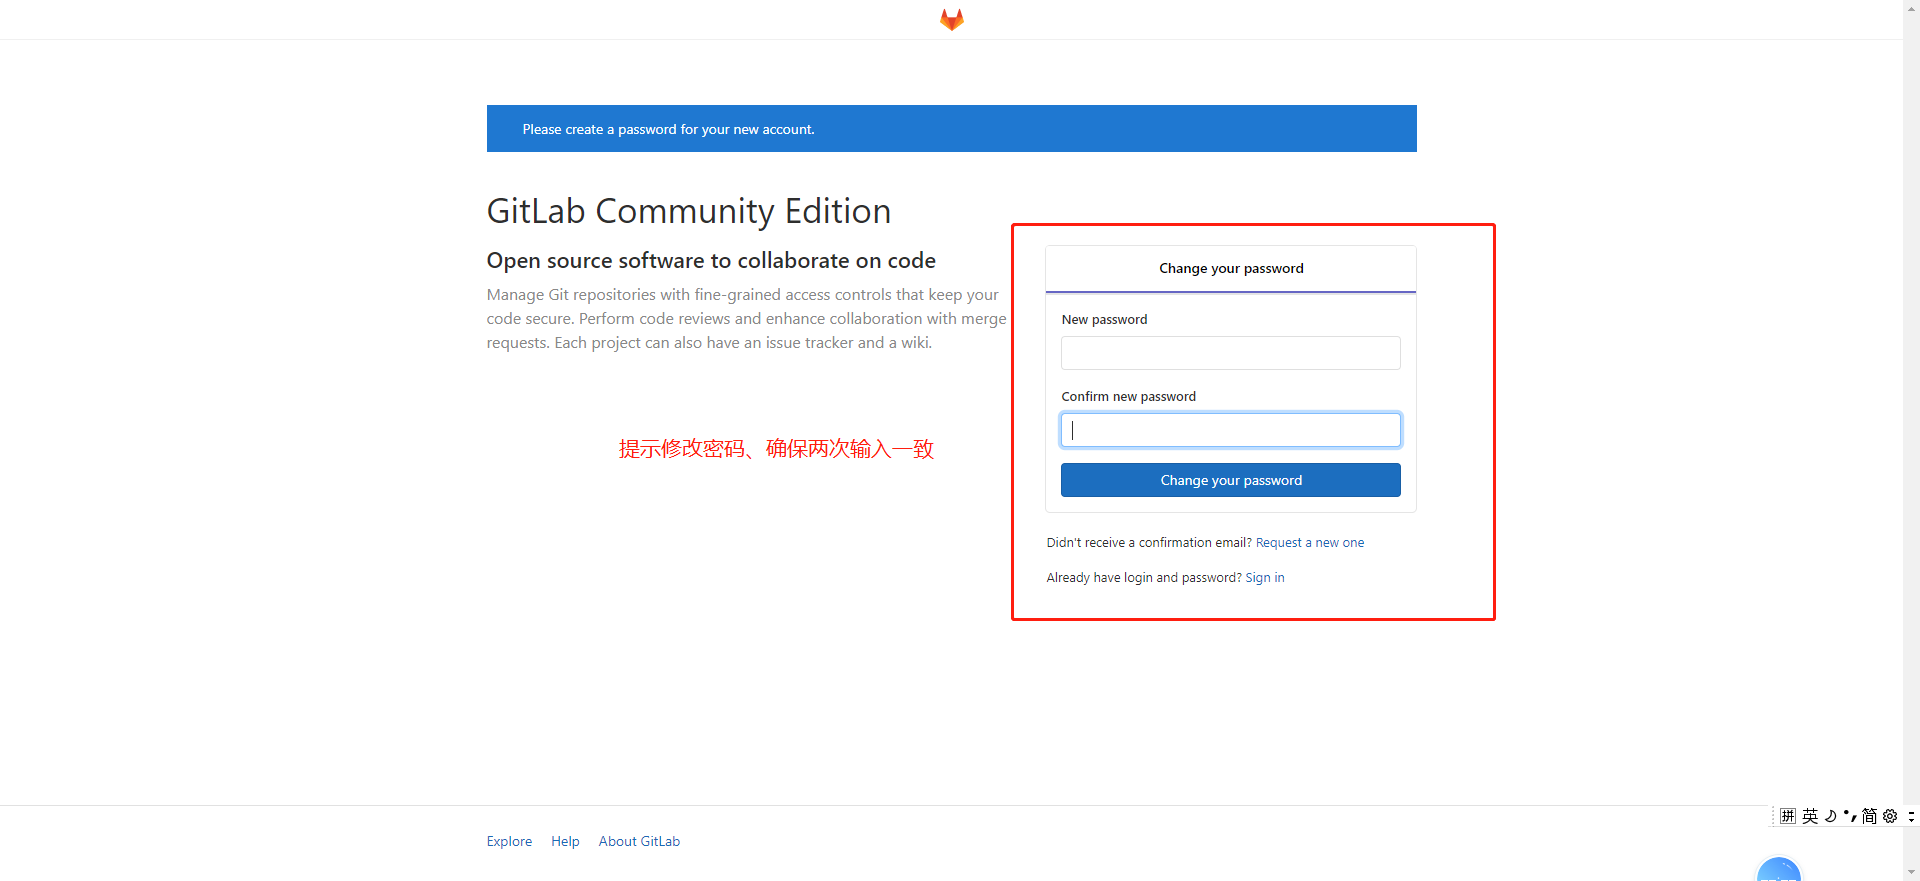 Please create a password for your new account.
GitLab Community Edition
Open source software to collaborate on code
Manage Git repositories with fine-grained access controls that keep your
code secure. Perform code reviews and enhance collaboration with merge
requests. Each project can also have an issue tracker and a wiki.
提示修改密码、确保两次输入一致
Change your password
New password
Confirm new password
Change your password
Didn't receive a confirmation email? Request a new one
Already have login and password? Sign in
拼 英 简
Explore Help About GitLab